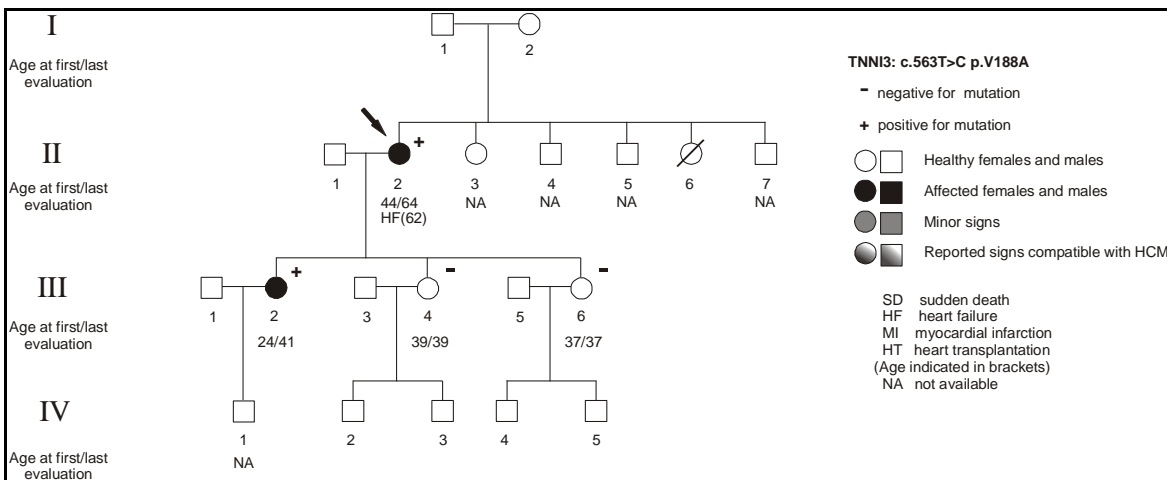 I
Age at first/last
evaluation
1
2
II
Age at first/last
evaluation
+
1
2
3
4
5
6
7
44/64
HF(62)
NA
NA
NA
NA
III
Age at first/last
evaluation
+
-
-
1
2
3
4
5
6
24/41
39/39
37/37
IV
Age at first/last
evaluation
1
2
3
4
5
NA
TNNI3: c.563T>C p.V188A
- negative for mutation
+ positive for mutation
Healthy females and males
Affected females and males
Minor signs
Reported signs compatible with HCM
SD sudden death
HF heart failure
MI myocardial infarction
HT heart transplantation
(Age indicated in brackets)
NA not available